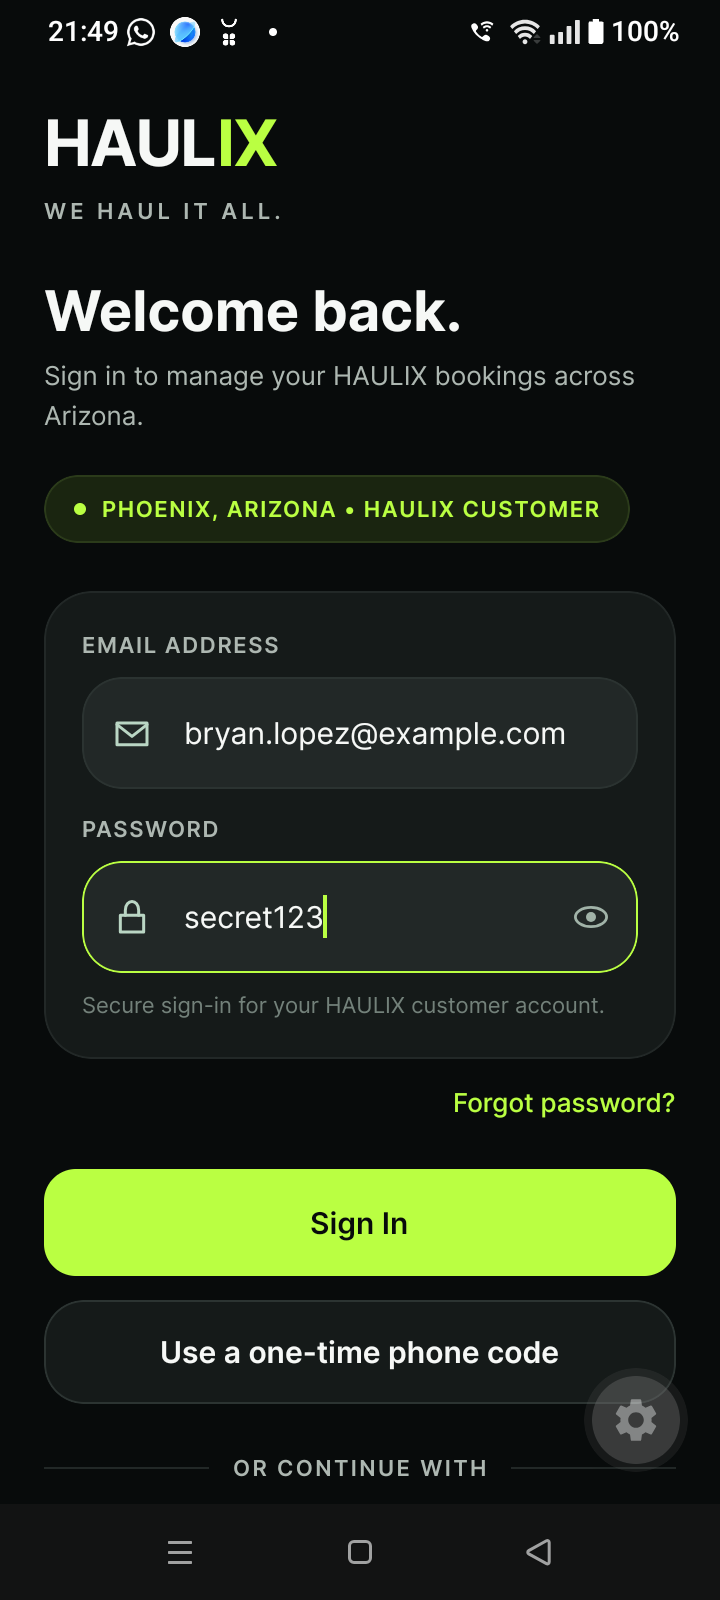 21:49
100%
HAULIX
WE HAUL IT ALL.
Welcome back.
Sign in to manage your HAULIX bookings across
Arizona.
PHOENIX, ARIZONA • HAULIX CUSTOMER
EMAIL ADDRESS
bryan.lopez@example.com
PASSWORD
secret123
Secure sign-in for your HAULIX customer account.
Forgot password?
Sign In
Use a one-time phone code
OR CONTINUE WITH